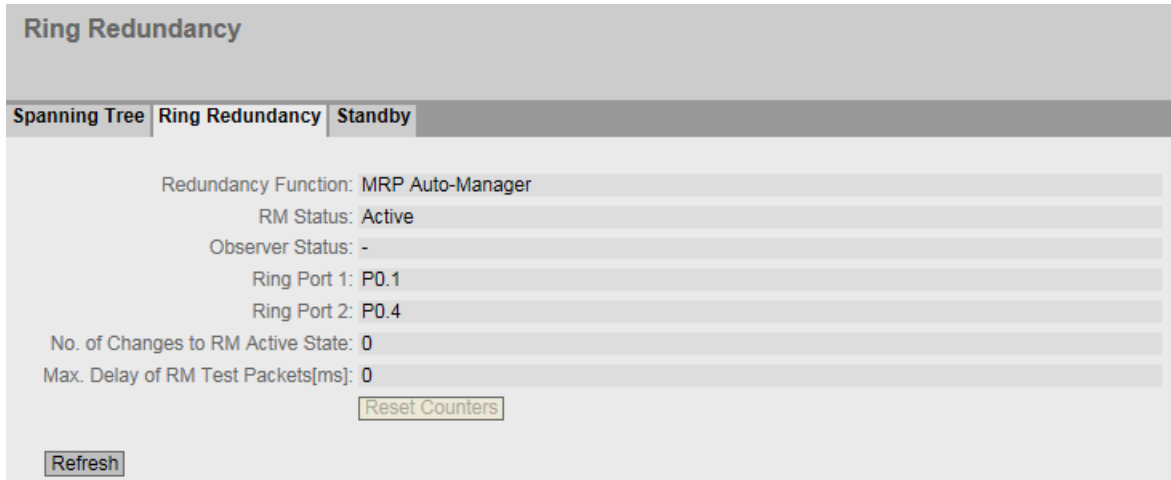 Ring Redundancy
Spanning Tree Ring Redundancy Standby
Redundancy Function: MRP Auto-Manager
RM Status: Active
Observer Status: -
Ring Port 1: P0.1
Ring Port 2: P0.4
No. of Changes to RM Active State: 0
Max. Delay of RM Test Packets[ms]: 0
Reset Counters
Refresh